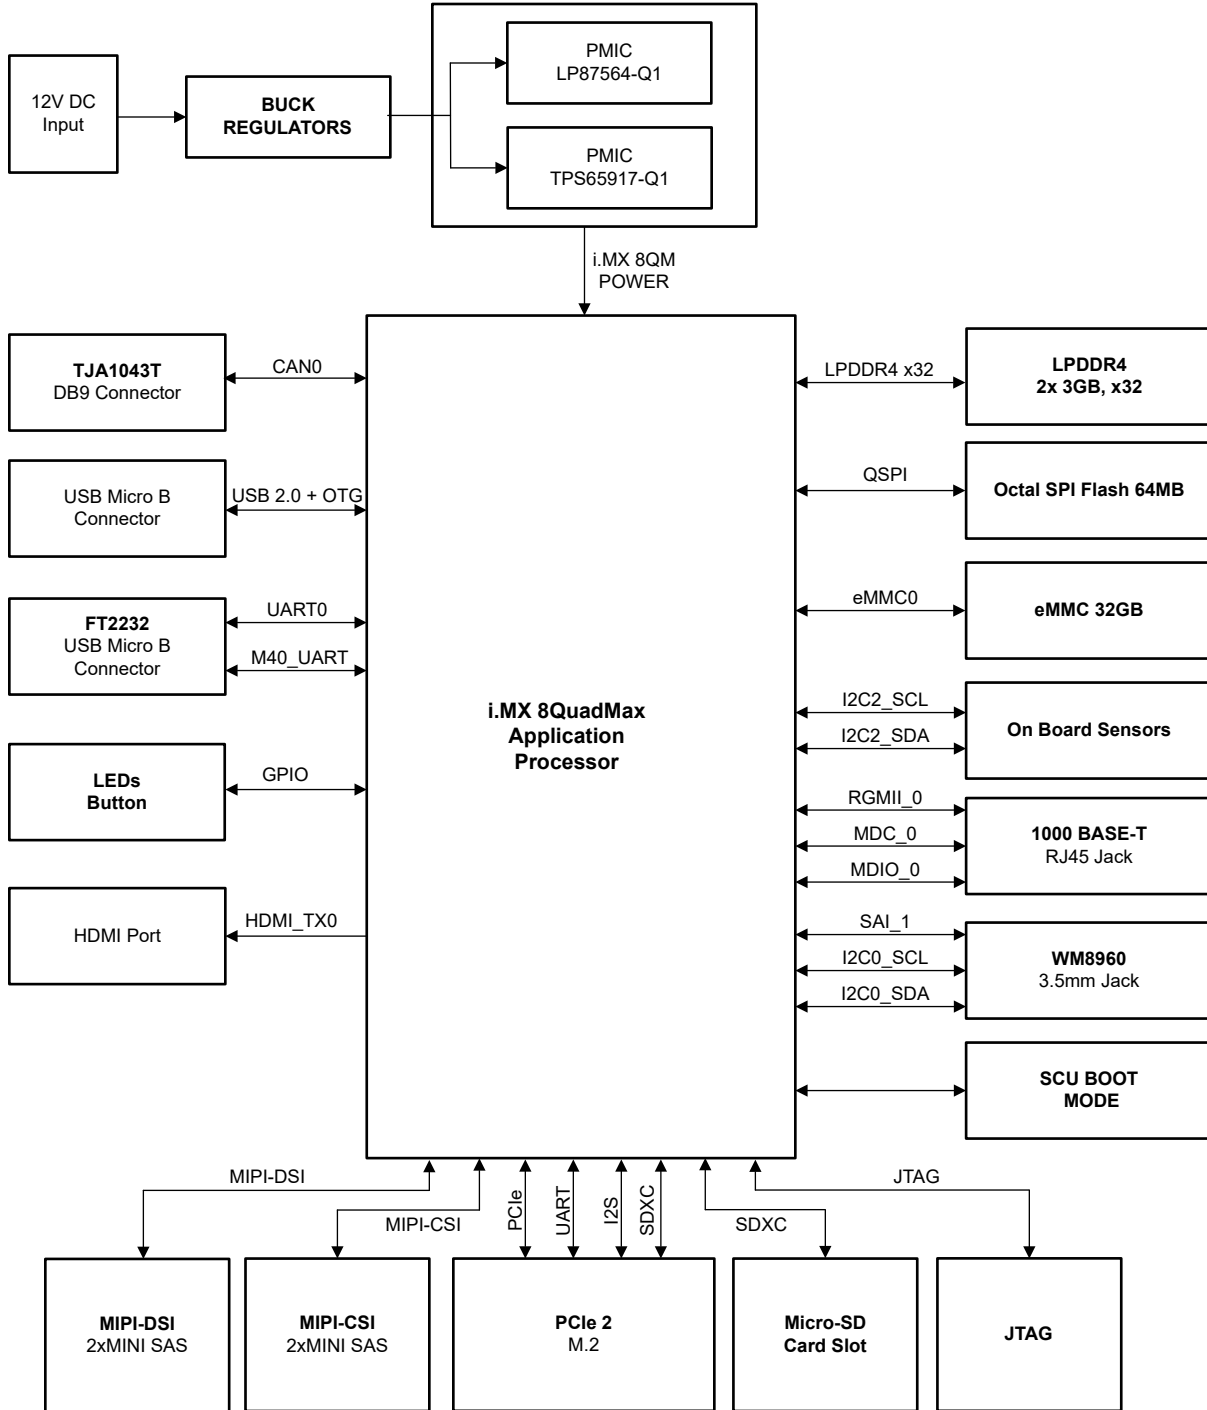 PMIC
LP87564-Q1
12V DC
Input
BUCK
REGULATORS
PMIC
TPS65917-Q1
i.MX 8QM
POWER
TJA1043T
DB9 Connector
CAN0
LPDDR4 x32
LPDDR4
2x 3GB, x32
USB Micro B
Connector
USB 2.0 + OTG
QSPI
Octal SPI Flash 64MB
FT2232
USB Micro B
Connector
UART0
M40_UART
eMMC0
eMMC 32GB
i.MX 8QuadMax
Application
Processor
I2C2_SCL
I2C2_SDA
On Board Sensors
LEDs
Button
GPIO
RGMII_0
MDC_0
MDIO_0
1000 BASE-T
RJ45 Jack
HDMI Port
HDMI_TX0
SAI_1
I2C0_SCL
I2C0_SDA
WM8960
3.5mm Jack
SCU BOOT
MODE
MIPI-DSI
MIPI-CSI
PCIe
UART
I2S
SDXC
SDXC
JTAG
MIPI-DSI
2xMINI SAS
MIPI-CSI
2xMINI SAS
PCIe 2
M.2
Micro-SD
Card Slot
JTAG